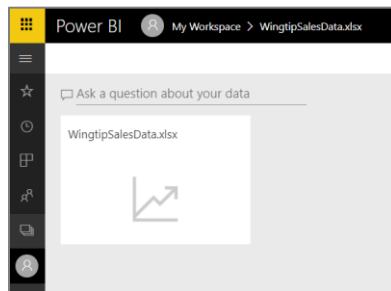 Power BI My Workspace > WingtipSalesData.xlsx
Ask a question about your data
WingtipSalesData.xlsx